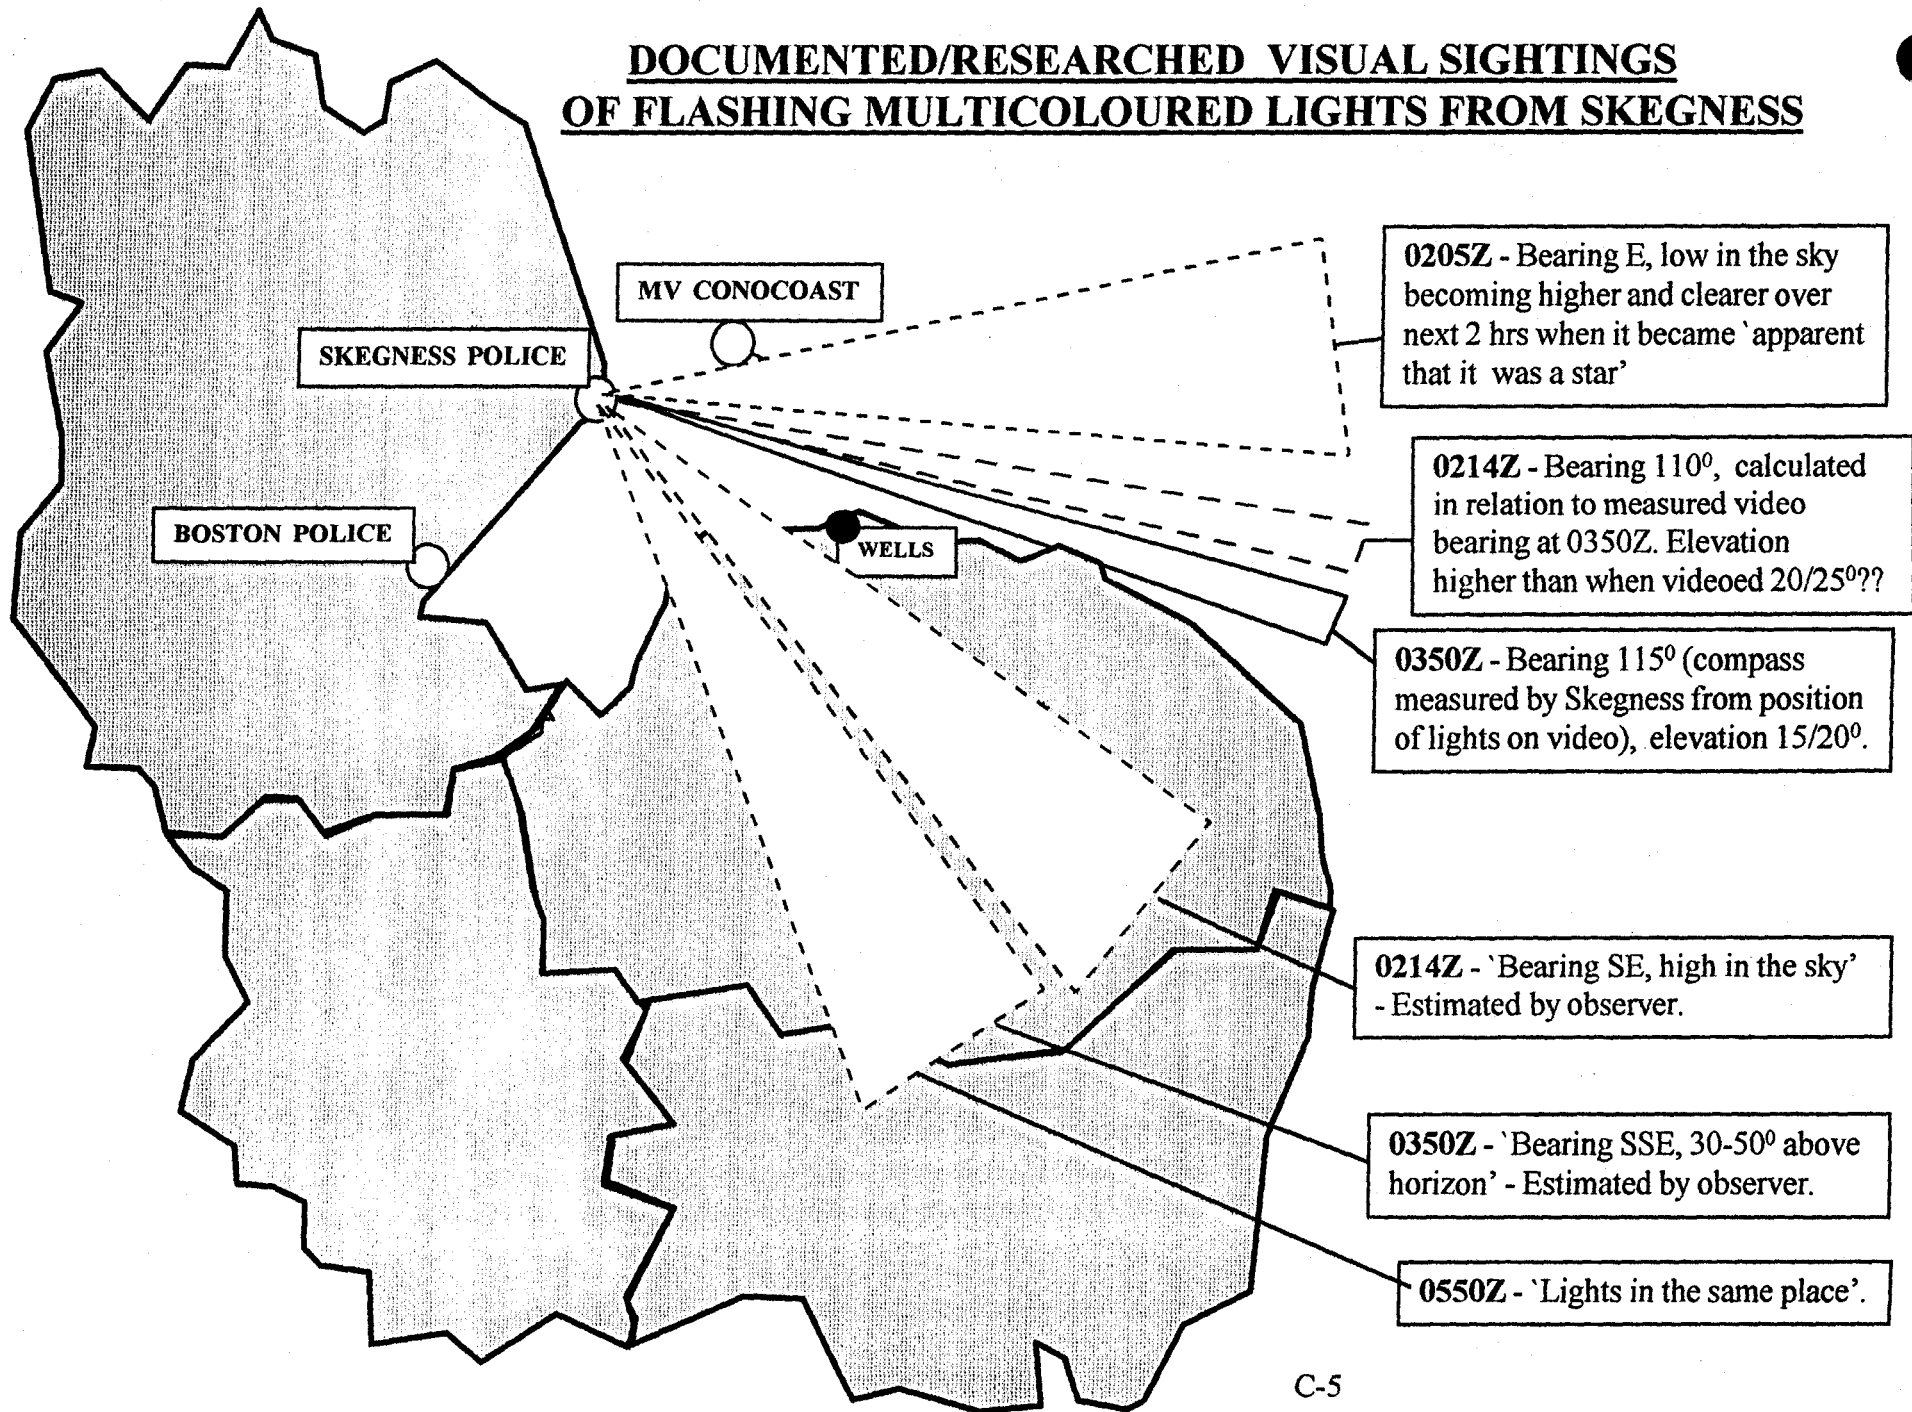 DOCUMENTED/RESEARCHED VISUAL SIGHTINGS
OF FLASHING MULTICOLOURED LIGHTS FROM SKEGNESS
MV CONOCOAST
SKEGNESS POLICE
BOSTON POLICE
WELLS
0205Z - Bearing E, low in the sky
becoming higher and clearer over
next 2 hrs when it became `apparent
that it was a star'
0214Z - Bearing 110⁰, calculated
in relation to measured video
bearing at 0350Z. Elevation
higher than when videoed 20/25⁰??
0350Z - Bearing 115⁰ (compass
measured by Skegness from position
of lights on video), elevation 15/20⁰.
0214Z - `Bearing SE, high in the sky'
- Estimated by observer.
0350Z - `Bearing SSE, 30-50⁰ above
horizon' - Estimated by observer.
0550Z - `Lights in the same place'.
C-5